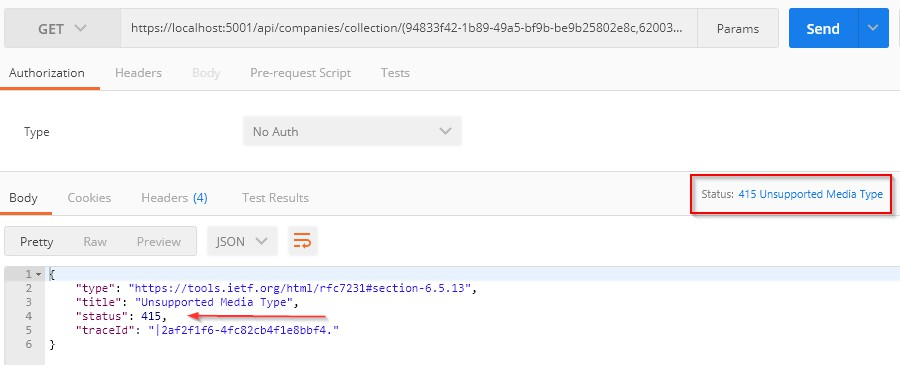 GET https://localhost:5001/api/companies/collection/(94833f42-1b89-49a5-bf9b-be9b25802e8c,62003... Params Send
Authorization Headers Body Pre-request Script Tests
Type No Auth
Body Cookies Headers (4) Test Results Status: 415 Unsupported Media Type
Pretty Raw Preview JSON
1 {
2 "type": "https://tools.ietf.org/html/rfc7231#section-6.5.13",
3 "title": "Unsupported Media Type",
4 "status": 415,
5 "traceId": "|2af2f1f6-4fc82cb4f1e8bbf4."
6 }